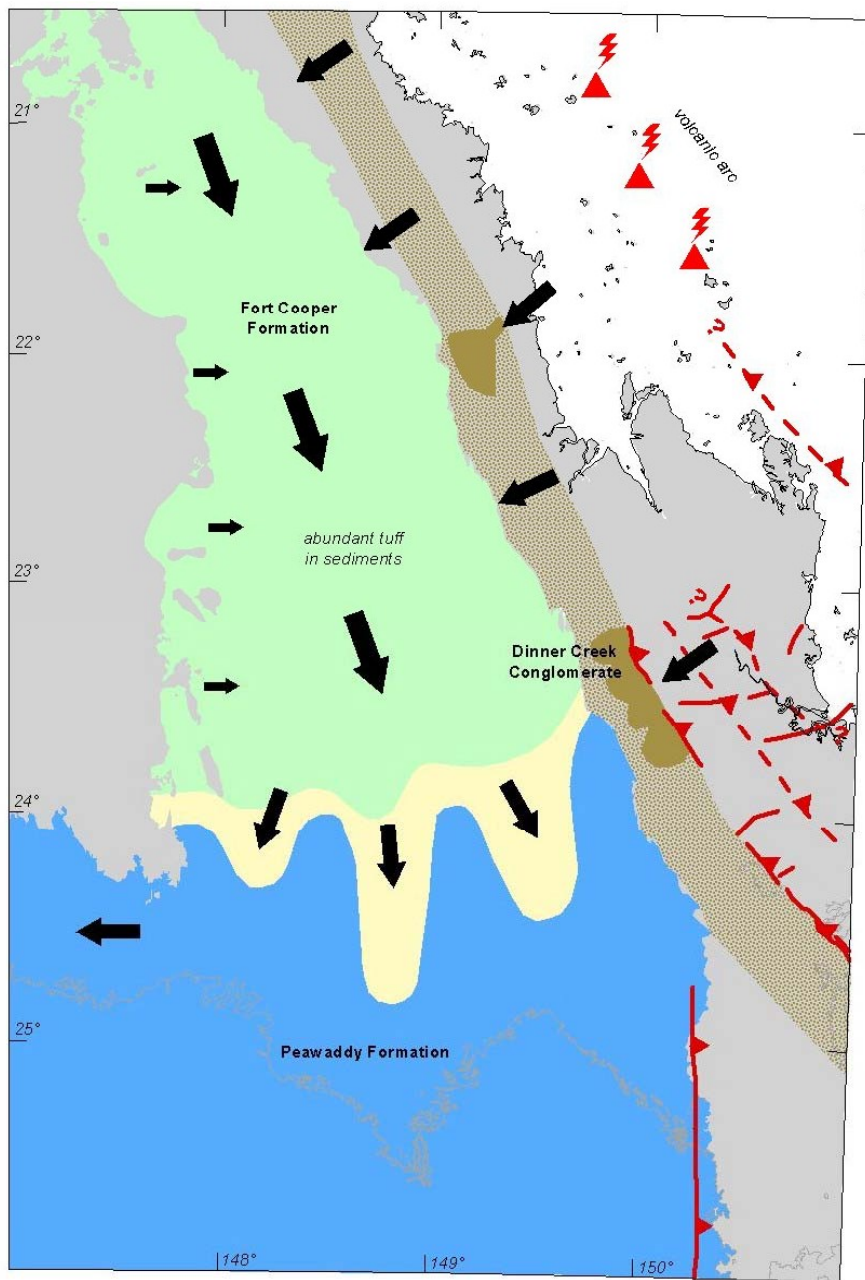 21°
volcanic arc
Fort Cooper
Formation
22°
?
abundant tuff
in sediments
23°
?
Dinner Creek
Conglomerate
?
24°
25°
Peawaddy Formation
148°
149°
150°